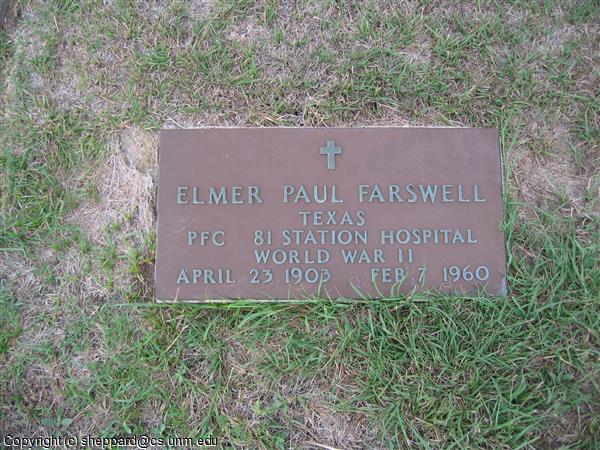 ELMER PAUL FARSWELL
TEXAS
PFC 81 STATION HOSPITAL
WORLD WAR II
APRIL 23 1903 FEB 7 1960
Copyright (c) sheppard@cs.unm.edu